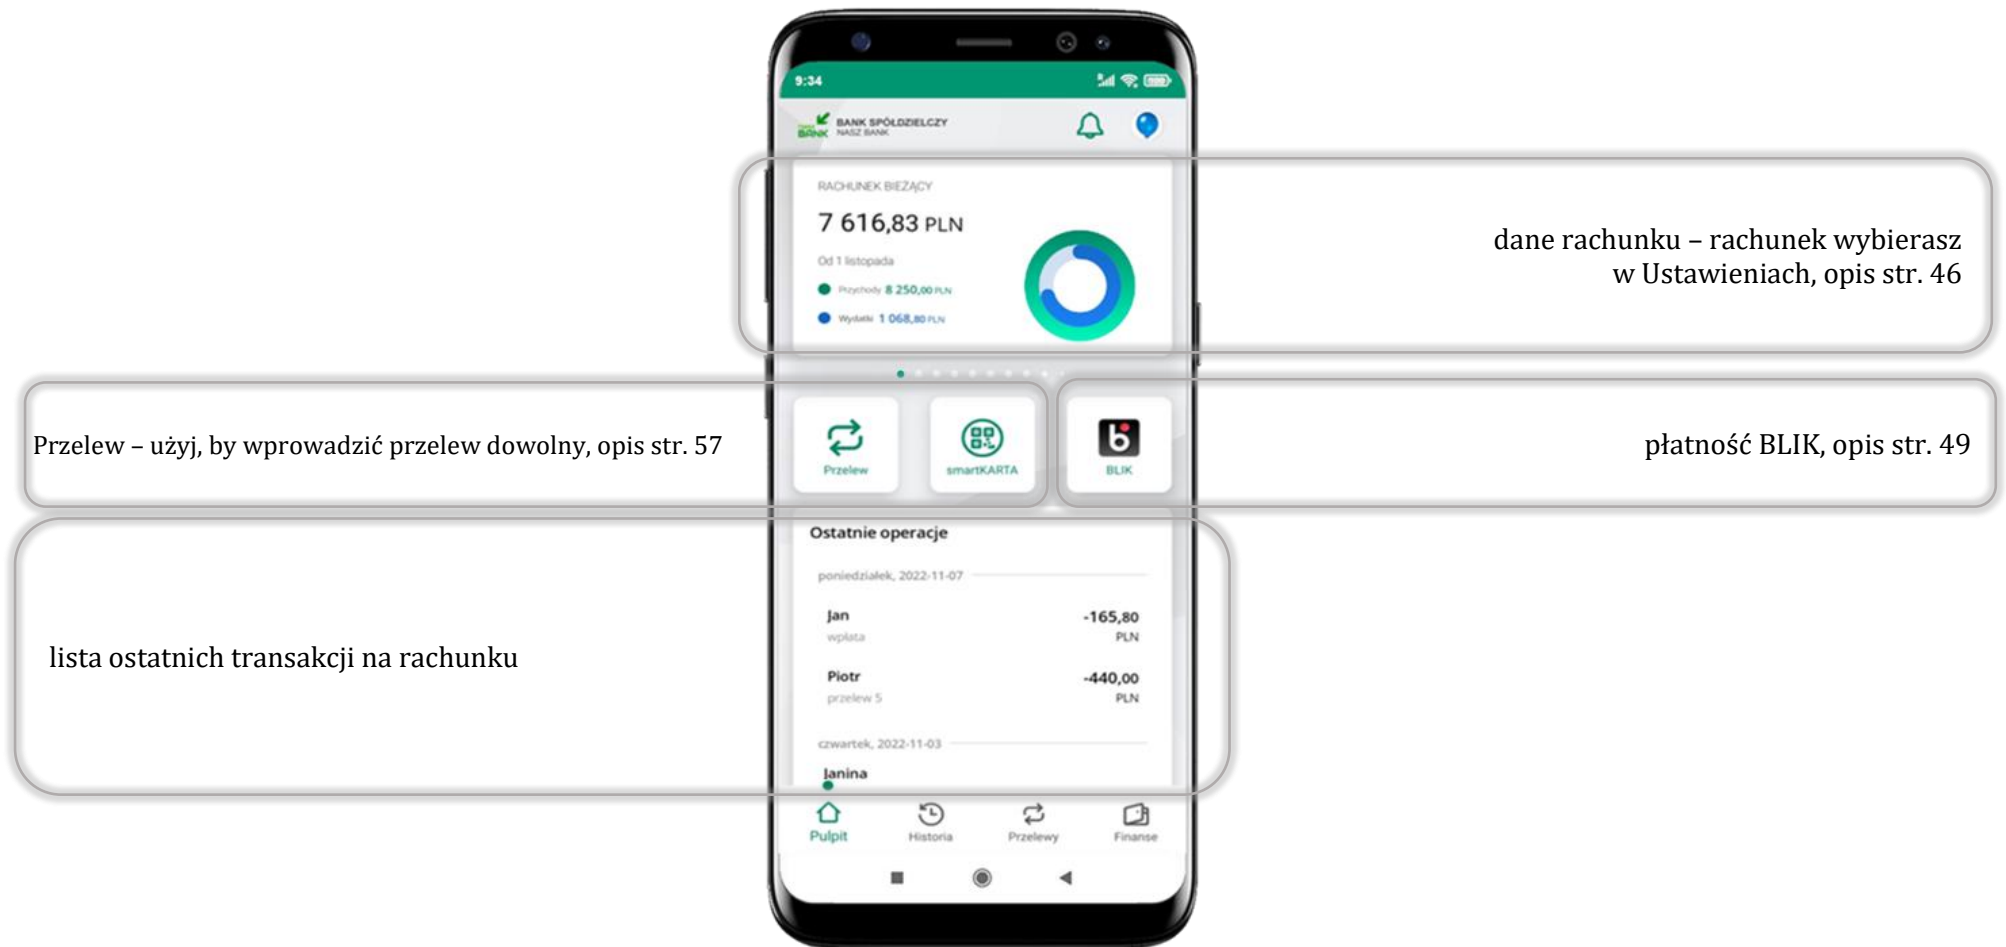 9:34
BANK SPÓŁDZIELCZY
BANK NASZ BANK
RACHUNEK BIEŻĄCY
7 616,83 PLN
Od 1 listopada
Przychody 8 250,00 PLN
Wydatki 1 068,80 PLN
dane rachunku – rachunek wybierasz
w Ustawieniach, opis str. 46
Przelew – użyj, by wprowadzić przelew dowolny, opis str. 57
Przelew
smartKARTA
BLIK
płatność BLIK, opis str. 49
Ostatnie operacje
poniedziałek, 2022-11-07
Jan -165,80
wpłata PLN
Piotr -440,00
przelew 5 PLN
lista ostatnich transakcji na rachunku
czwartek, 2022-11-03
Janina
Pulpit Historia Przelewy Finanse